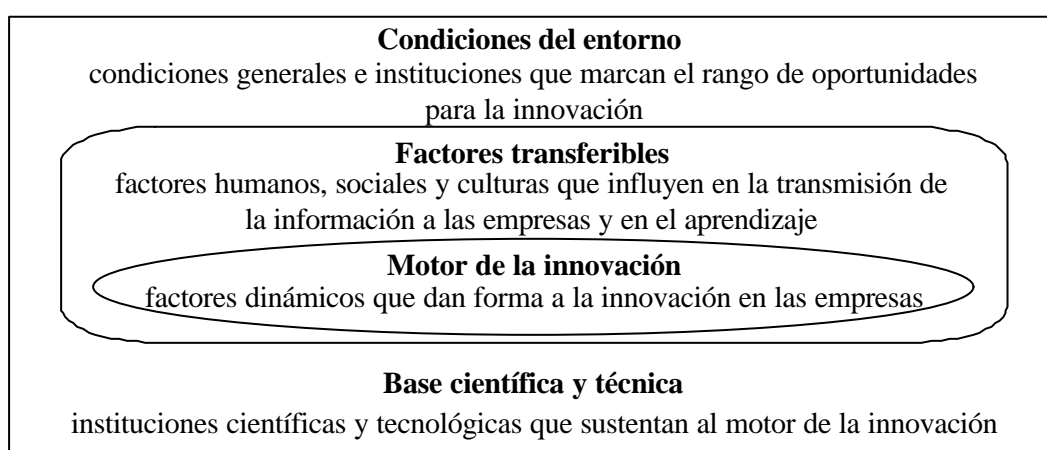 Condiciones del entorno
condiciones generales e instituciones que marcan el rango de oportunidades
para la innovación
Factores transferibles
factores humanos, sociales y culturas que influyen en la transmisión de
la información a las empresas y en el aprendizaje
Motor de la innovación
factores dinámicos que dan forma a la innovación en las empresas
Base científica y técnica
instituciones científicas y tecnológicas que sustentan al motor de la innovación